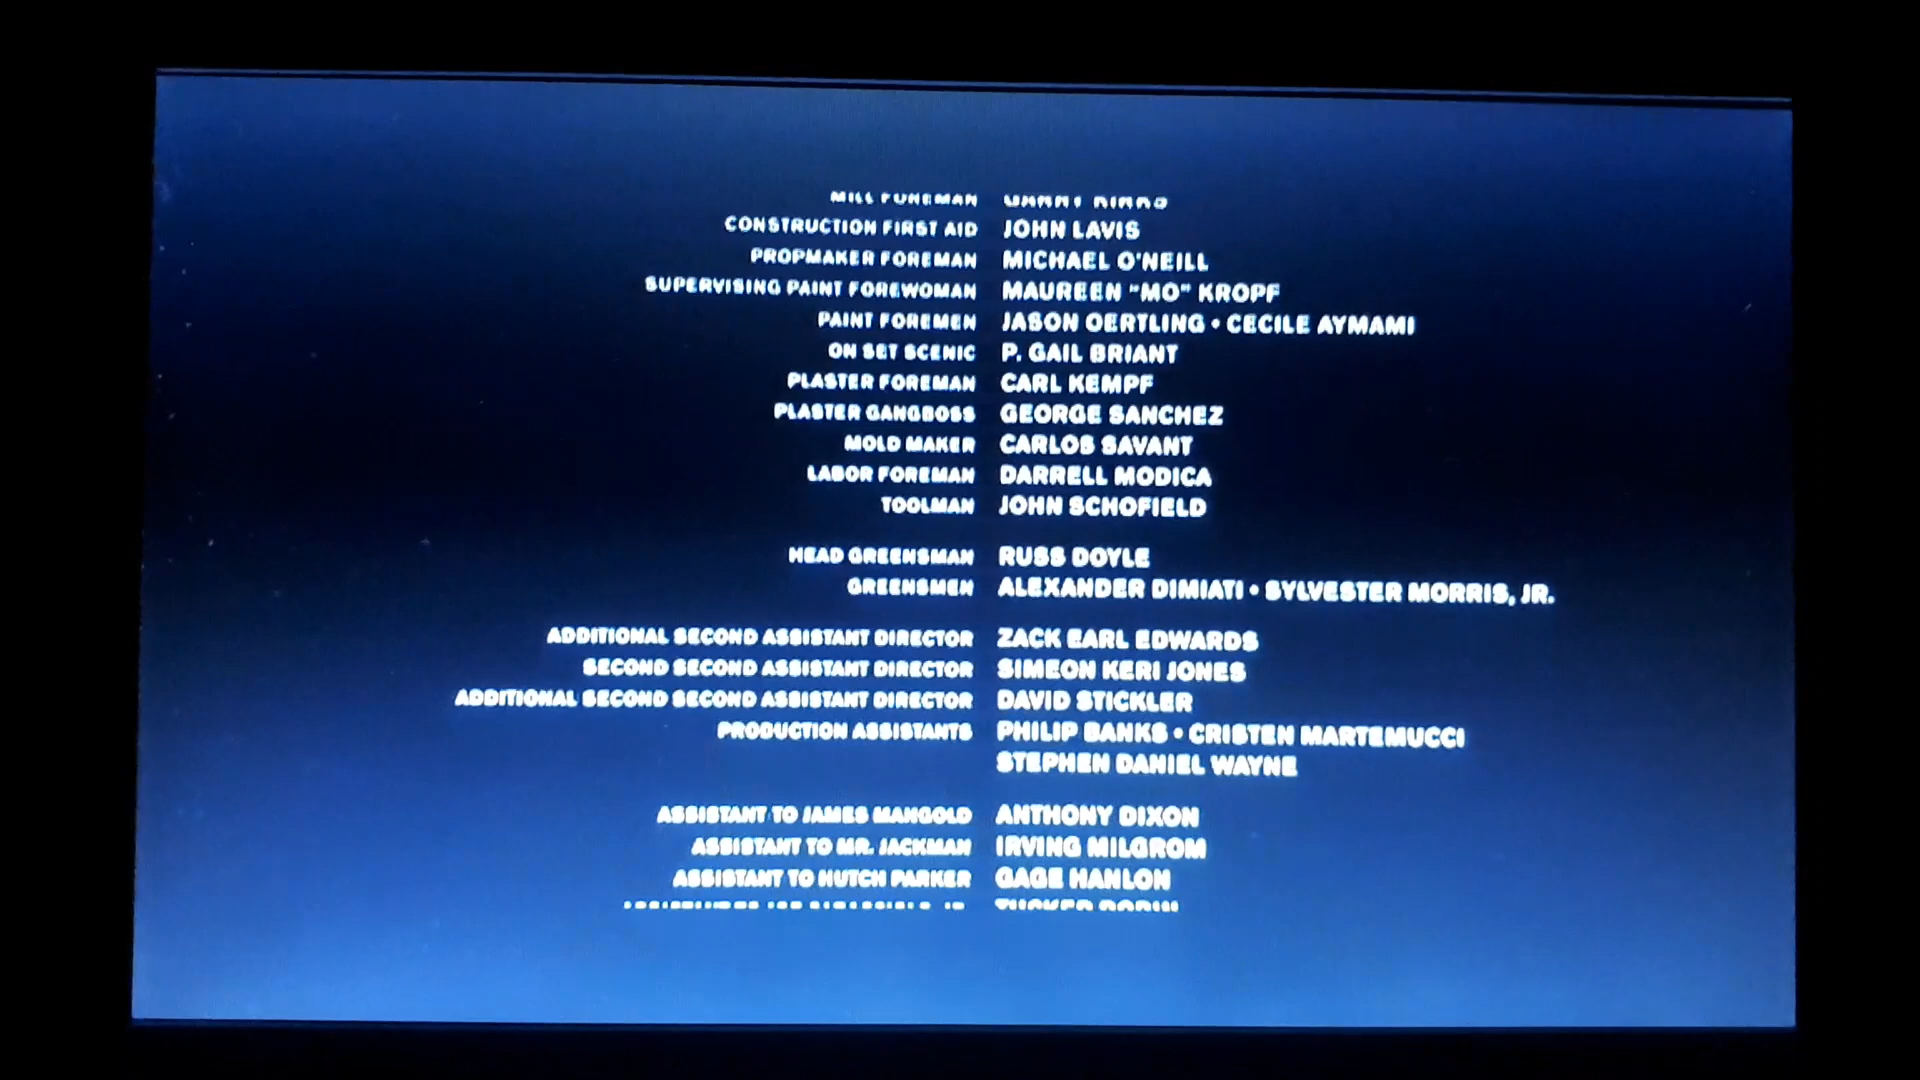 MILL FOREMAN
CONSTRUCTION FIRST AID JOHN LAVIS
PROPMAKER FOREMAN MICHAEL O'NEILL
SUPERVISING PAINT FOREWOMAN MAUREEN "MO" KROPF
PAINT FOREMEN JASON OERTLING • CECILE AYMAMI
ON SET SCENIC P. GAIL BRIANT
PLASTER FOREMAN CARL KEMPF
PLASTER GANGBOSS GEORGE SANCHEZ
MOLD MAKER CARLOS SAVANT
LABOR FOREMAN DARRELL MODICA
TOOLMAN JOHN SCHOFIELD
HEAD GREENSMAN RUSS DOYLE
GREENSMEN ALEXANDER DIMIATI • SYLVESTER MORRIS, JR.
ADDITIONAL SECOND ASSISTANT DIRECTOR ZACK EARL EDWARDS
SECOND SECOND ASSISTANT DIRECTOR SIMEON KERI JONES
ADDITIONAL SECOND SECOND ASSISTANT DIRECTOR DAVID STICKLER
PRODUCTION ASSISTANTS PHILIP BANKS • CRISTEN MARTEMUCCI
STEPHEN DANIEL WAYNE
ASSISTANT TO JAMES MANGOLD ANTHONY DIXON
ASSISTANT TO MR. JACKMAN IRVING MILGROM
ASSISTANT TO HUTCH PARKER GAGE HANLON